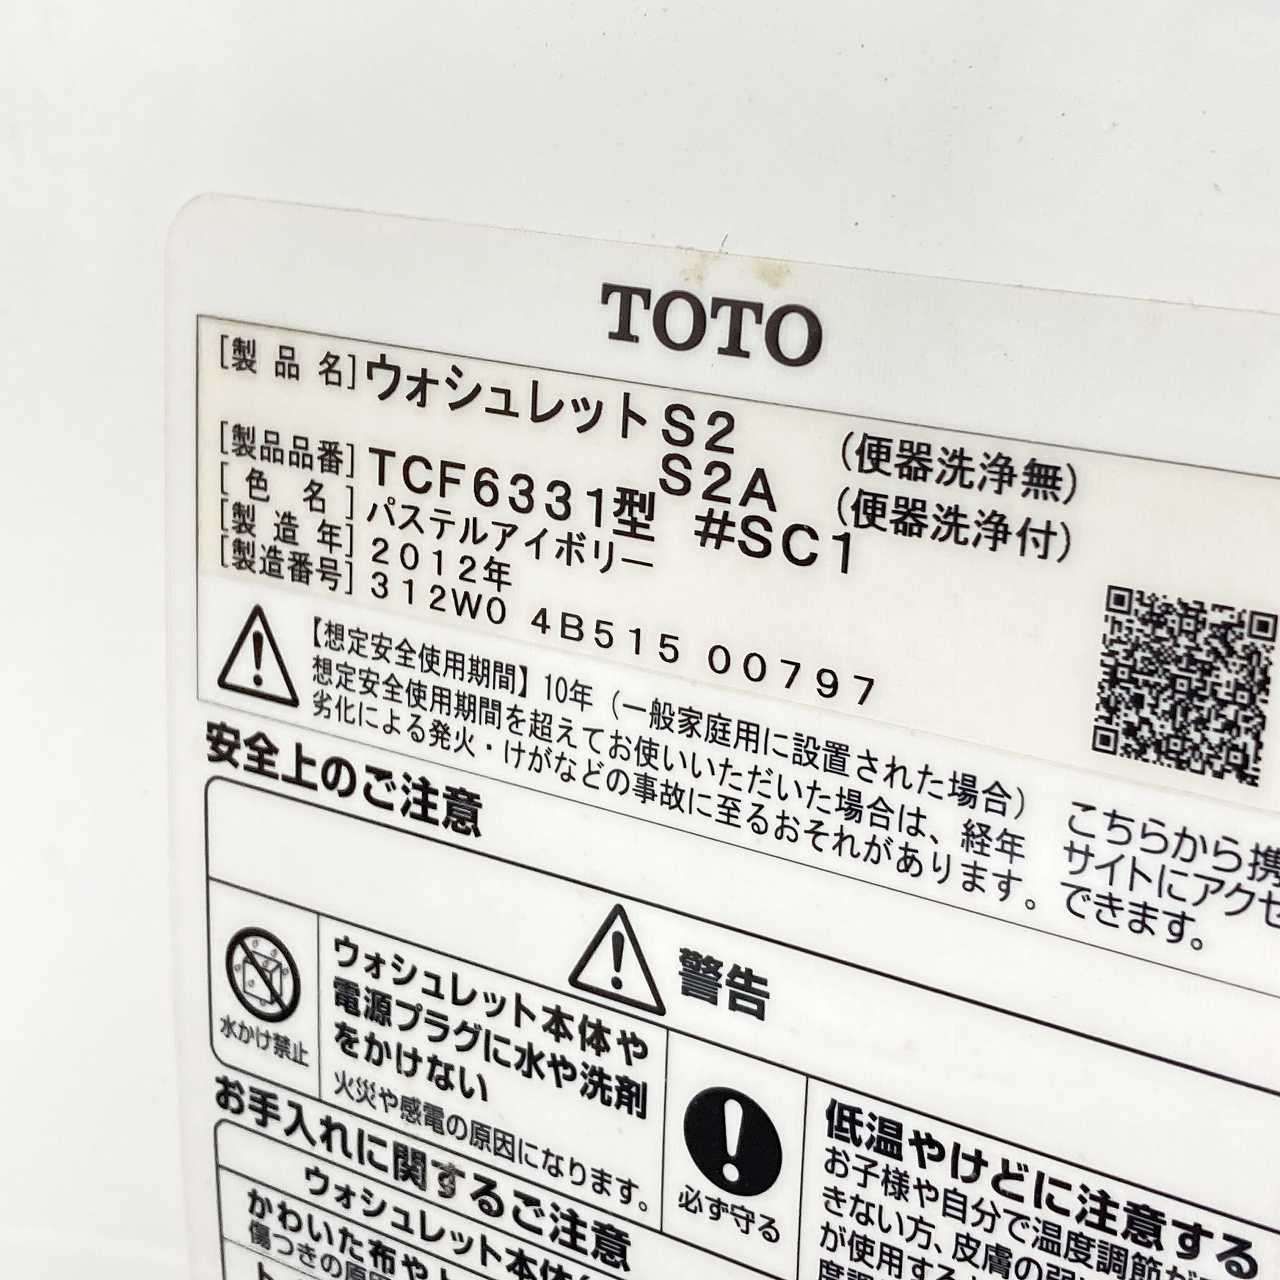 TOTO
[製品名]ウォシュレットS2 (便器洗浄無)
S2A (便器洗浄付)
[製品品番]TCF6331型 #SC1
[色名]パステルアイボリー
[製造年]2012年
[製造番号]312W0 4B515 00797
【想定安全使用期間】10年(一般家庭用に設置された場合)
想定安全使用期間を超えてお使いいただいた場合は、経年
劣化による発火・けがなどの事故に至るおそれがあります。
こちらから携
サイトにアクセ
できます。
安全上のご注意
警告
水かけ禁止
ウォシュレット本体や
電源プラグに水や洗剤
をかけない
火災や感電の原因になります。
必ず守る
低温やけどに注意する
お子様や自分で温度調節が
きない方、皮膚の弱
が使用する
お手入れに関するご注意
ウォシュレット本体
かわいた布や
傷つきの原因